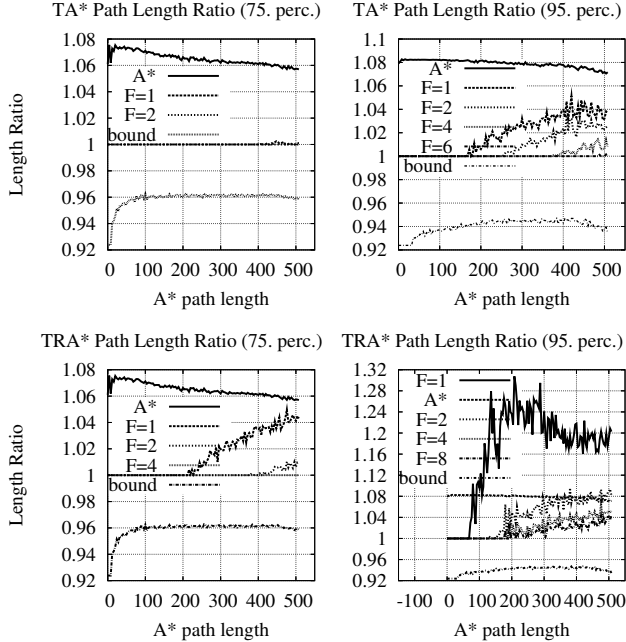 TA* Path Length Ratio (75. perc.)
Length Ratio
1.08
1.06
1.04
1.02
1
0.98
0.96
0.94
0.92
A*
F=1
F=2
bound
0 100 200 300 400 500
A* path length
TA* Path Length Ratio (95. perc.)
1.1
1.08
1.06
1.04
1.02
1
0.98
0.96
0.94
0.92
A*
F=1
F=2
F=4
F=6
bound
0 100 200 300 400 500
A* path length
TRA* Path Length Ratio (75. perc.)
Length Ratio
1.08
1.06
1.04
1.02
1
0.98
0.96
0.94
0.92
A*
F=1
F=2
F=4
bound
0 100 200 300 400 500
A* path length
TRA* Path Length Ratio (95. perc.)
1.32
1.28
1.24
1.2
1.16
1.12
1.08
1.04
1
0.96
0.92
F=1
A*
F=2
F=4
F=8
bound
-100 0 100 200 300 400 500
A* path length